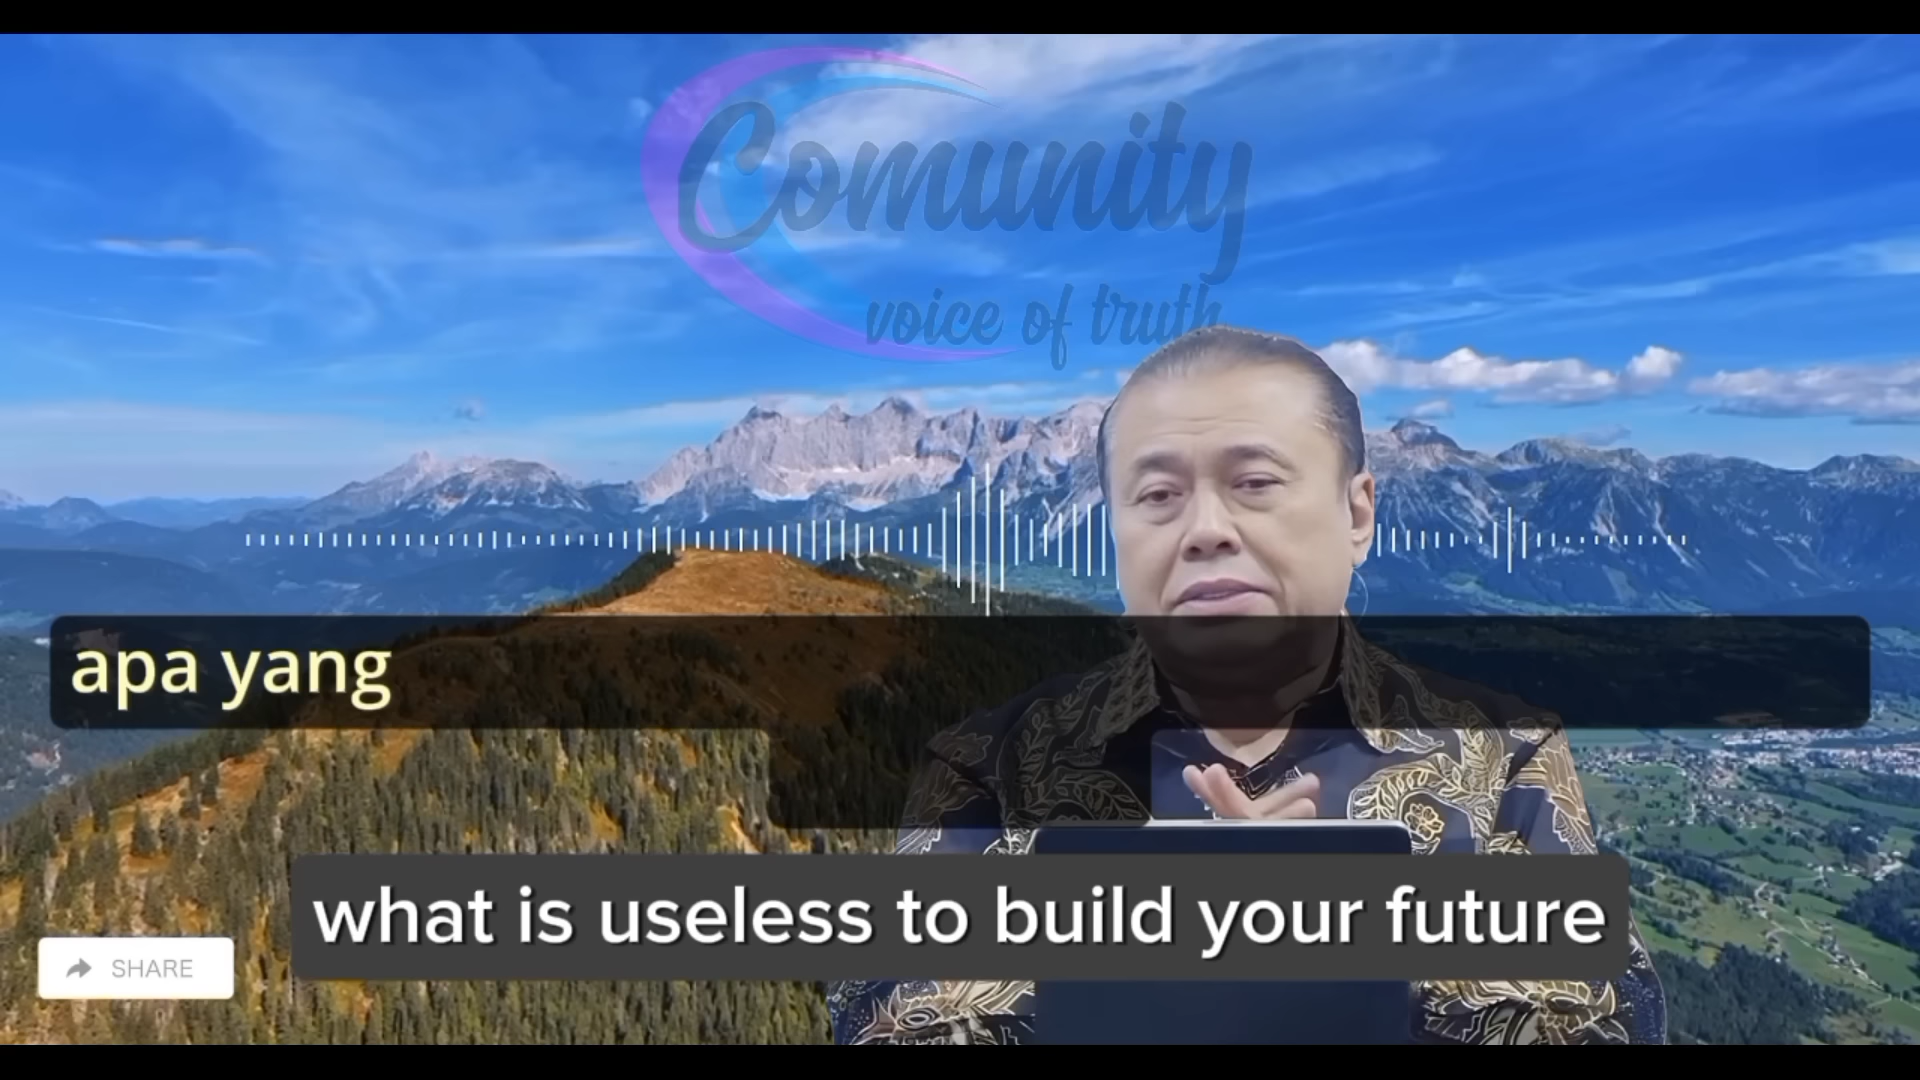 Comunity
voice of truth
apa yang
what is useless to build your future
SHARE